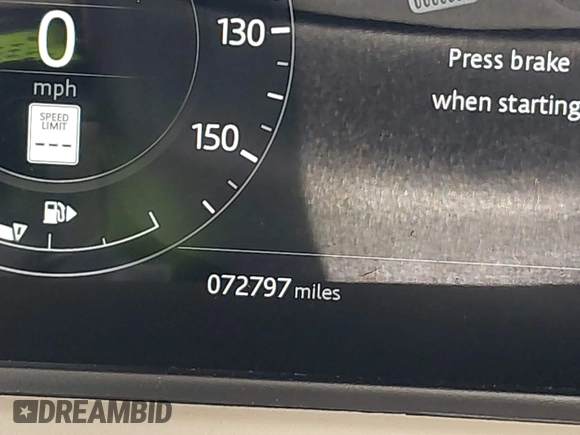 130
0
Press brake
mph
when starting
SPEED
LIMIT
---
150
072797 miles
DREAMBID